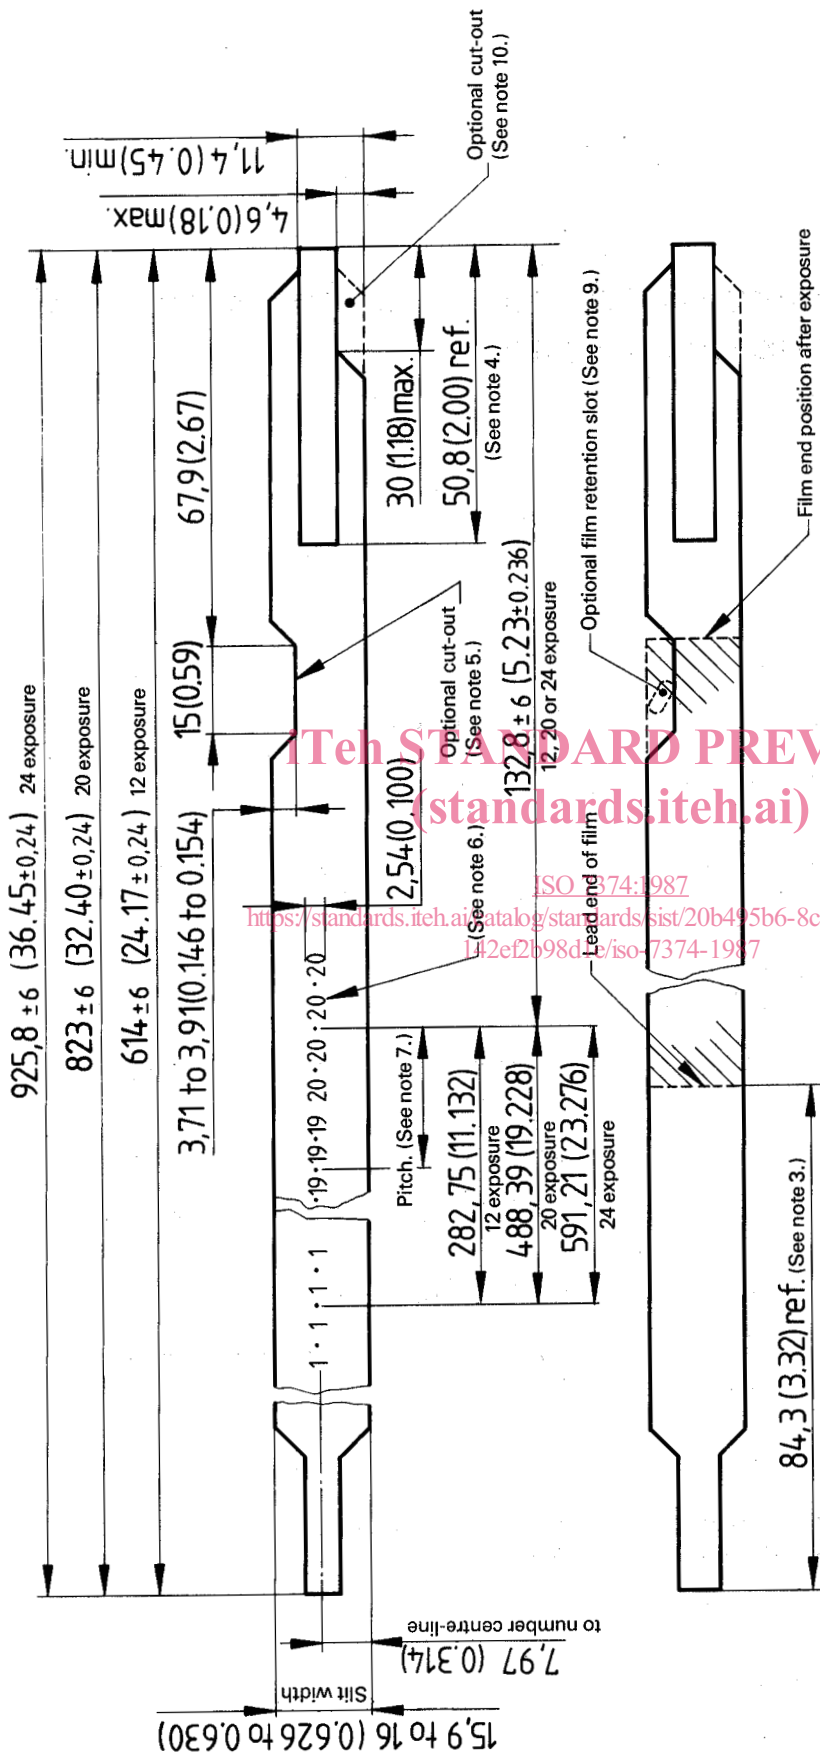 925,8 ± 6 (36.45±0,24) 24 exposure
823 ± 6 (32.40±0,24) 20 exposure
614±6 (24.17±0,24) 12 exposure
3,71 to 3,91(0.146 to 0.154)
15(0.59)
67,9(2.67)
4,6(0.18)max.
11,4(0.45)min.
Optional cut-out
(See note 10.)
30 (1.18)max.
50,8(2.00) ref.
(See note 4.)
Optional cut-out
(See note 5.)
2,54(0,100)
(See note 6.)
132,8 ± 6 (5.23±0.236)
12, 20 or 24 exposure
1 · 1 · 1 · 1
·19·19·19 20·20·20·20
Pitch. (See note 7.)
282,75 (11.132)
12 exposure
488,39 (19.228)
20 exposure
591,21 (23.276)
24 exposure
15,9 to 16 (0.626 to 0.630)
Slit width
7,97 (0.314)
to number centre-line
Optional film retention slot (See note 9.)
Film end position after exposure
Lead end of film
84,3 (3.32)ref. (See note 3.)
iTeh STANDARD PREV
(standards.iteh.ai)
ISO 7374:1987
https://standards.iteh.ai/catalog/standards/sist/20b495b6-8c
142ef2b98d1e/iso-7374-1987